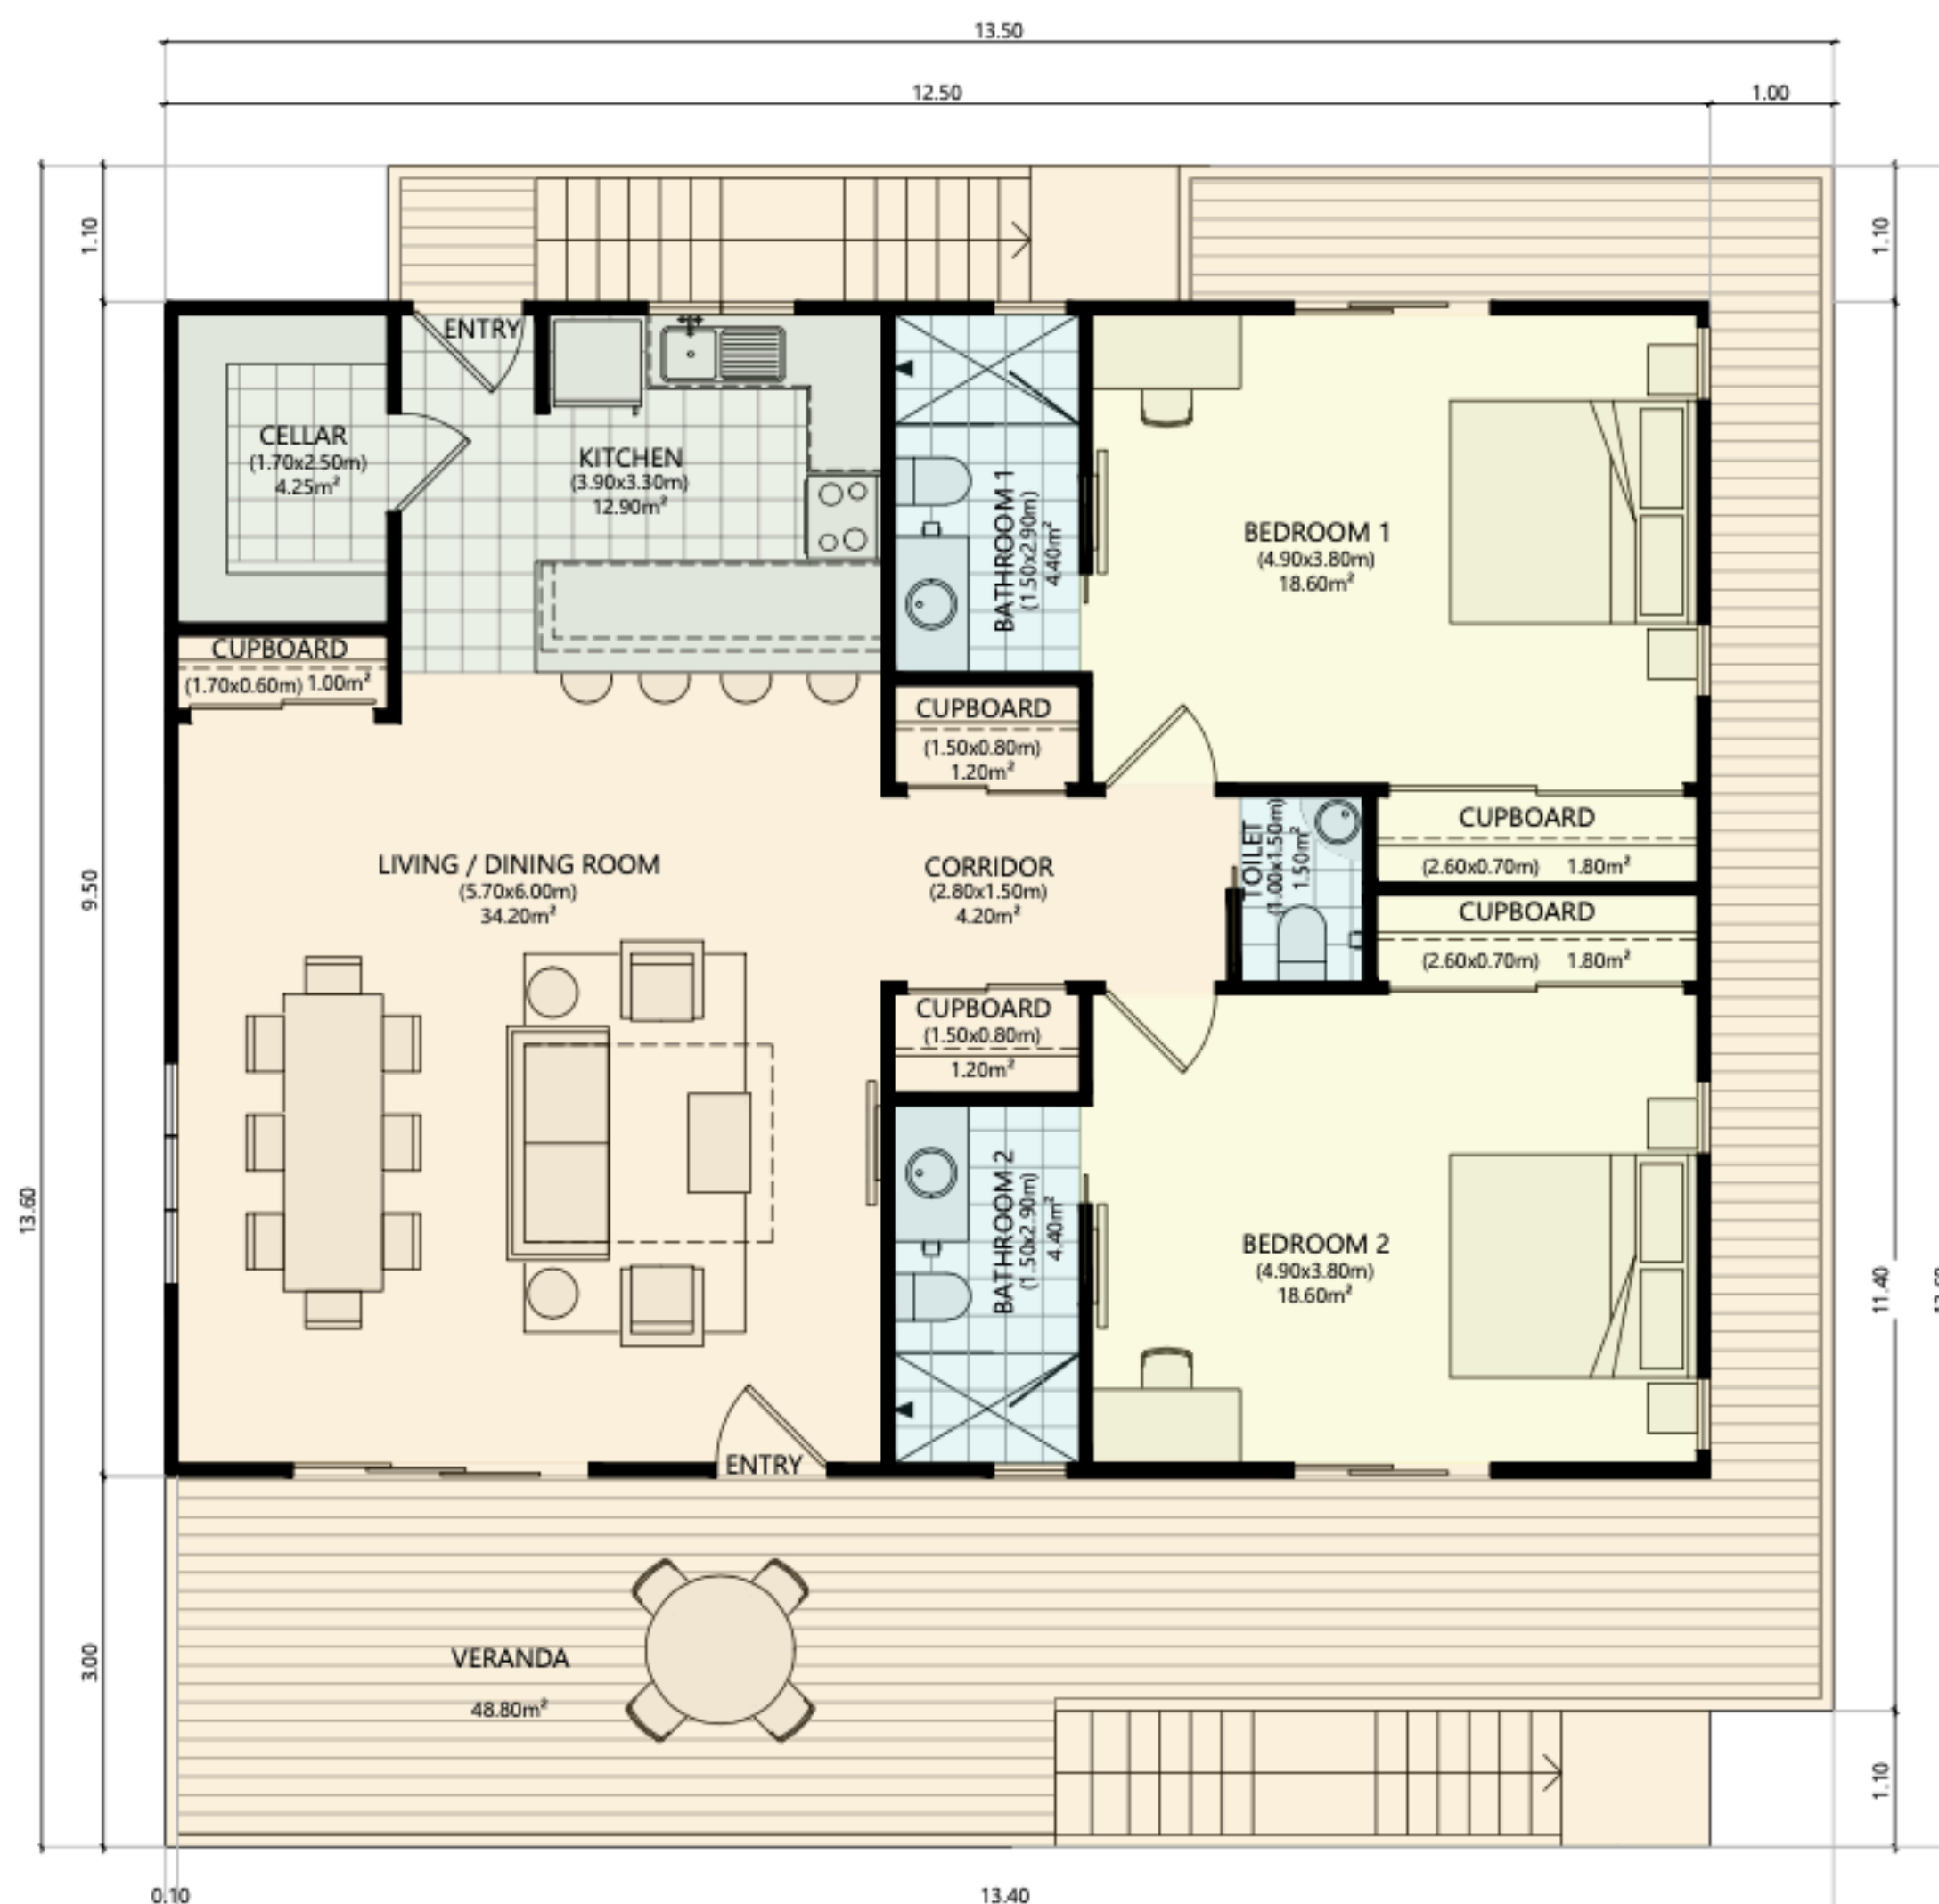 13.50
12.50
1.00
1.10
1.10
ENTRY
CELLAR
(1.70x2.50m)
4.25m²
KITCHEN
(3.90x3.30m)
12.90m²
BATHROOM 1
(1.50x2.90m)
4.40m²
BEDROOM 1
(4.90x3.80m)
18.60m²
CUPBOARD
(1.70x0.60m) 1.00m²
CUPBOARD
(1.50x0.80m)
1.20m²
LIVING / DINING ROOM
(5.70x6.00m)
34.20m²
CORRIDOR
(2.80x1.50m)
4.20m²
TOILET
(1.00x1.50m)
1.50m²
CUPBOARD
(2.60x0.70m) 1.80m²
CUPBOARD
(2.60x0.70m) 1.80m²
9.50
CUPBOARD
(1.50x0.80m)
1.20m²
13.60
BATHROOM 2
(1.50x2.90m)
4.40m²
BEDROOM 2
(4.90x3.80m)
18.60m²
11.40
ENTRY
3.00
VERANDA
48.80m²
1.10
0.10
13.40